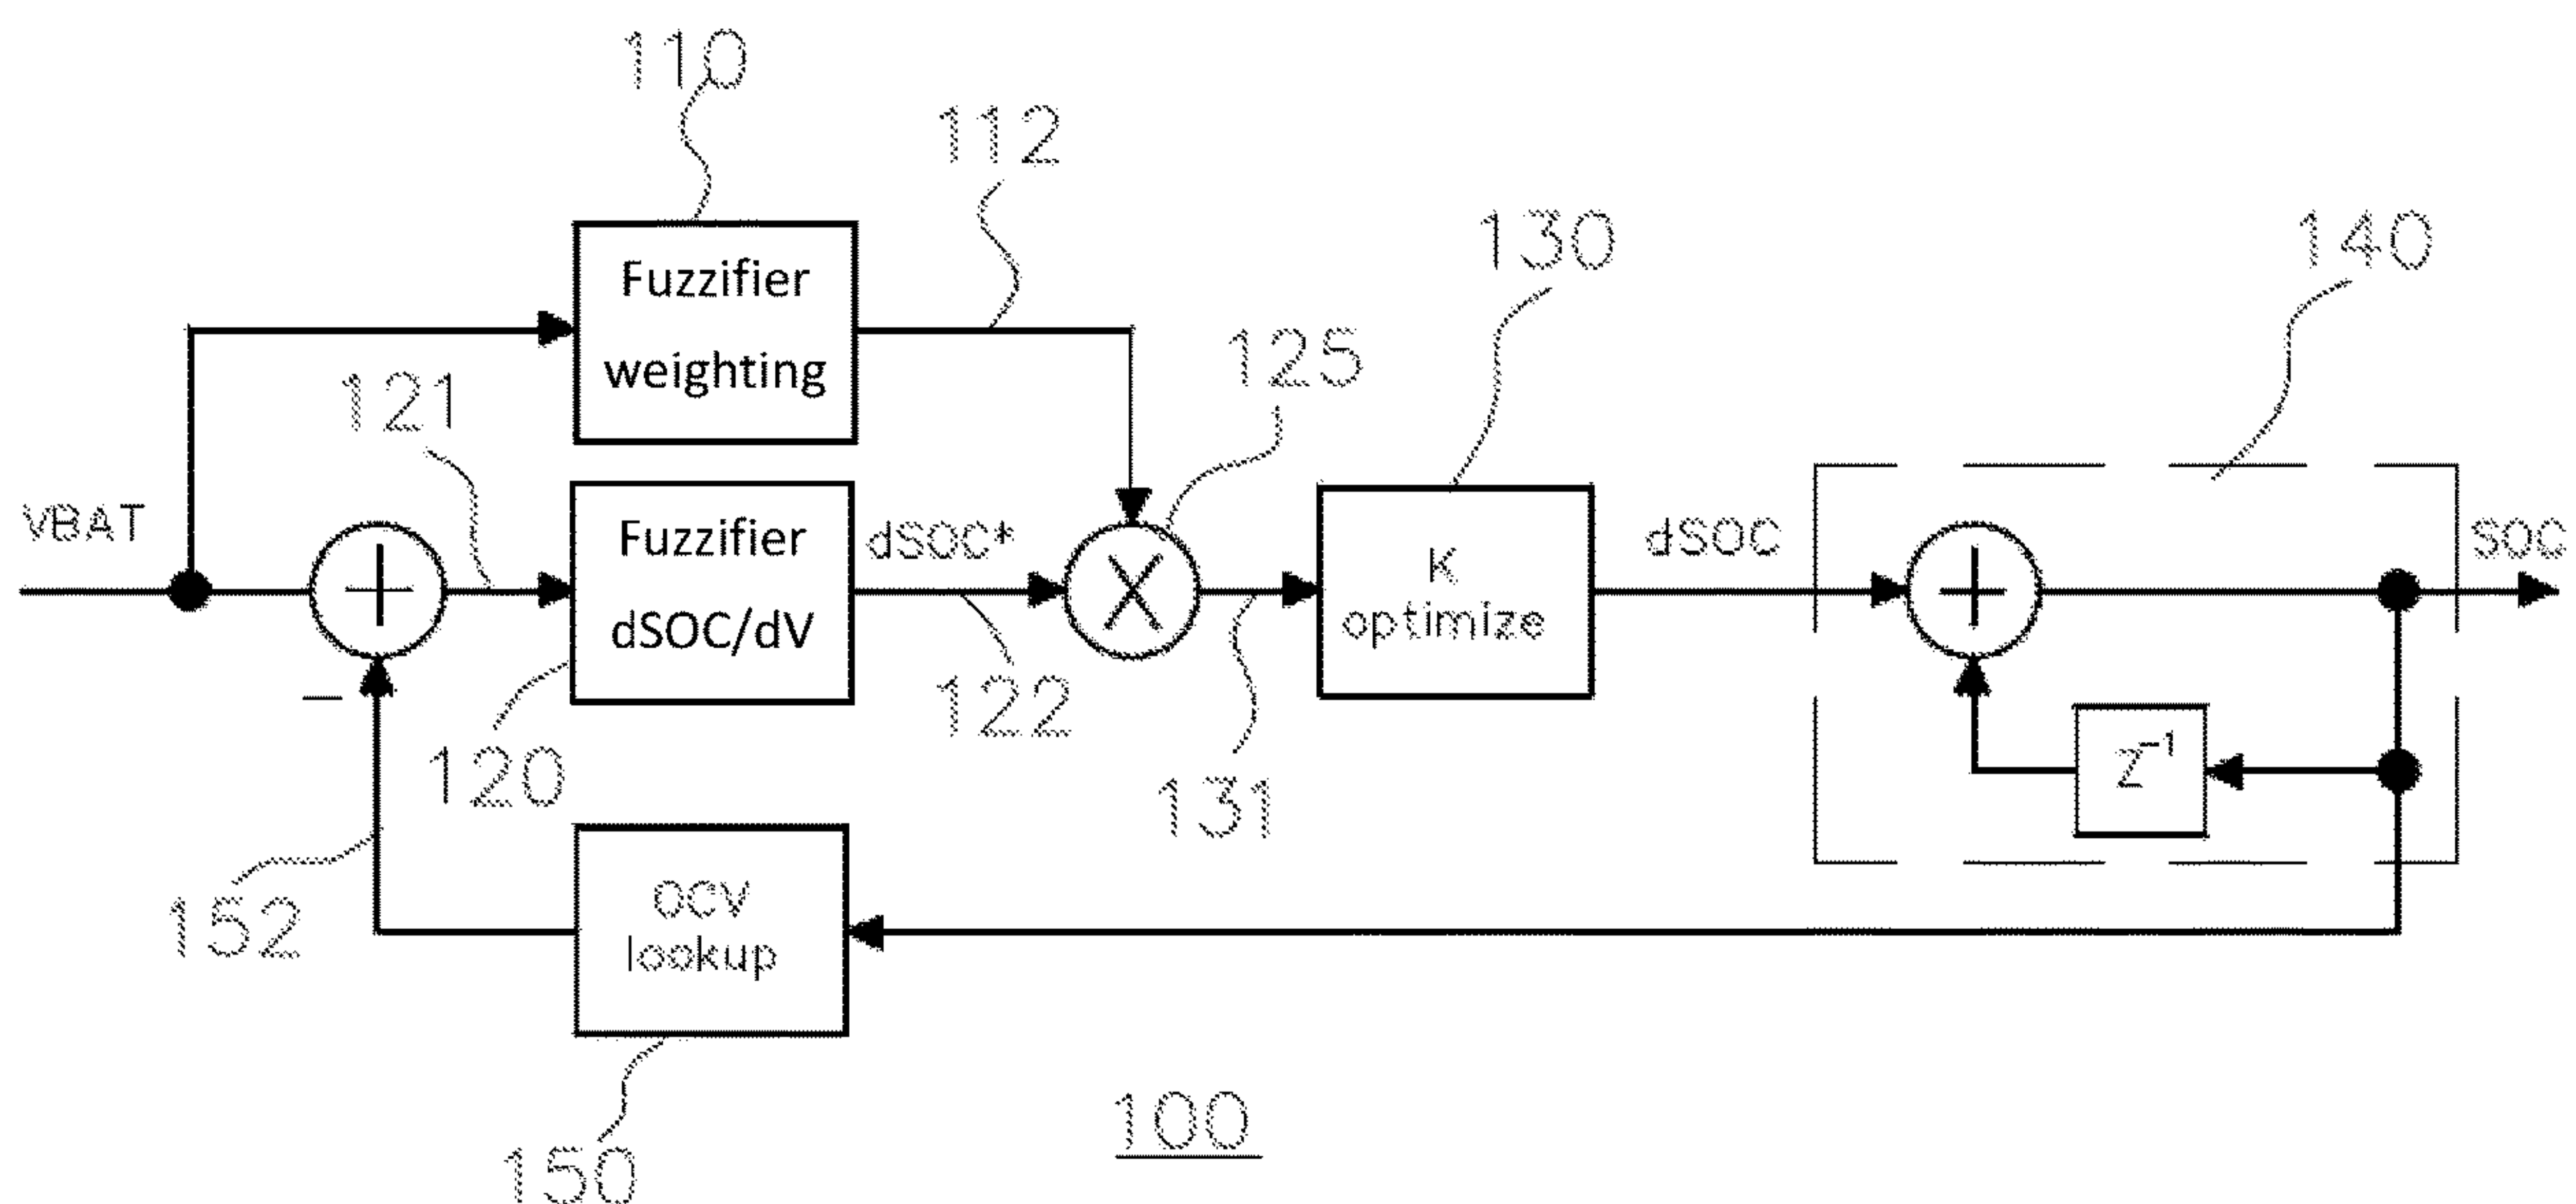 110
112
130
140
Fuzzifier
weighting
125
121
VBAT
Fuzzifier
dSOC/dV
dSOC*
K
optimize
dSOC
SOC
−
120
122
131
Z⁻¹
152
OCV
lookup
150
100